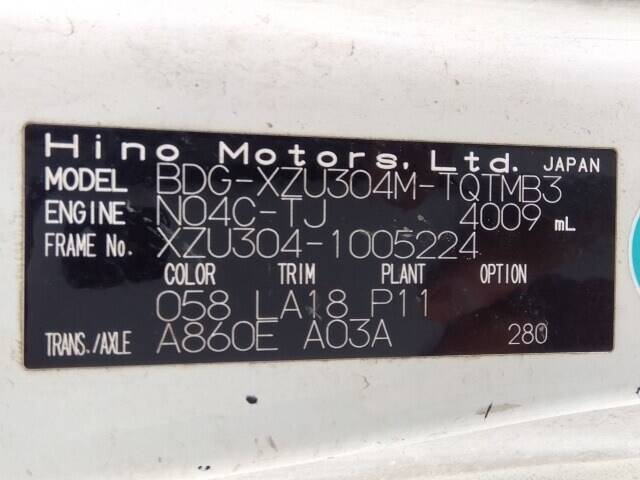 Hino Motors, Ltd. JAPAN
MODEL BDG-XZU304M-TQTMB3
ENGINE N04C-TJ 4009 mL
FRAME No. XZU304-1005224
COLOR TRIM PLANT OPTION
058 LA18 P11
TRANS./AXLE A860E A03A 280